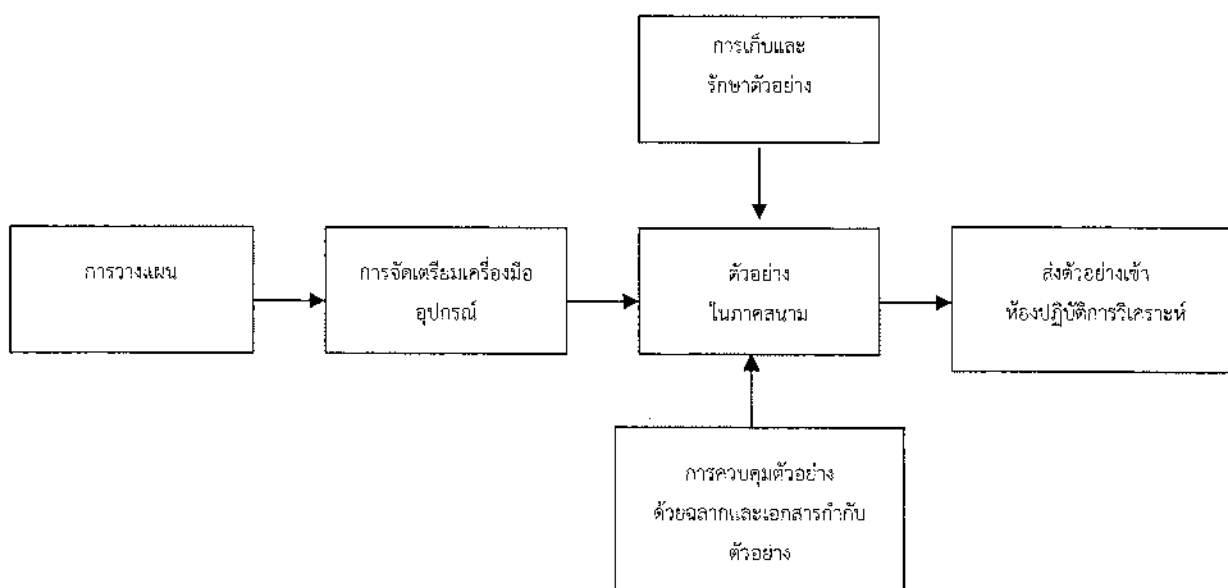 การเก็บและ
รักษาตัวอย่าง
การวางแผน
การจัดเตรียมเครื่องมือ
อุปกรณ์
ตัวอย่าง
ในภาคสนาม
ส่งตัวอย่างเข้า
ห้องปฏิบัติการวิเคราะห์
การควบคุมตัวอย่าง
ด้วยฉลากและเอกสารกำกับ
ตัวอย่าง